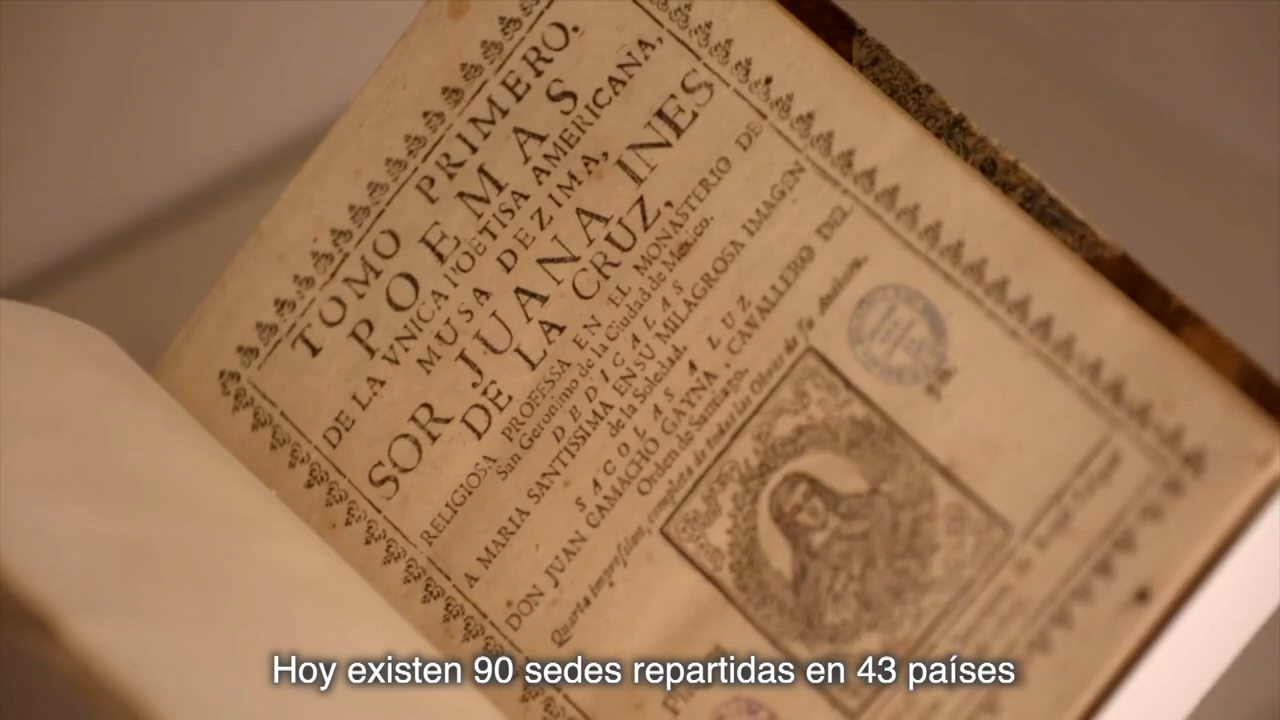 TOMO PRIMERO.
POEMAS
DE LA VNICA POETISA AMERICANA,
MUSA DEZIMA,
SOR JUANA INES
DE LA CRUZ,
RELIGIOSA PROFESSA EN EL MONASTERIO DE
San Geronimo de la Ciudad de Mexico.
DEDICALAS
A MARIA SANTISSIMA EN SU MILAGROSA IMAGEN
de la Soledad.
SACOLAS A LUZ
DON JUAN CAMACHO GAYNA, CAVALLERO DEL
Orden de Santiago.
Quarta impression, completa de todas las Obras de su Autora.
Hoy existen 90 sedes repartidas en 43 países